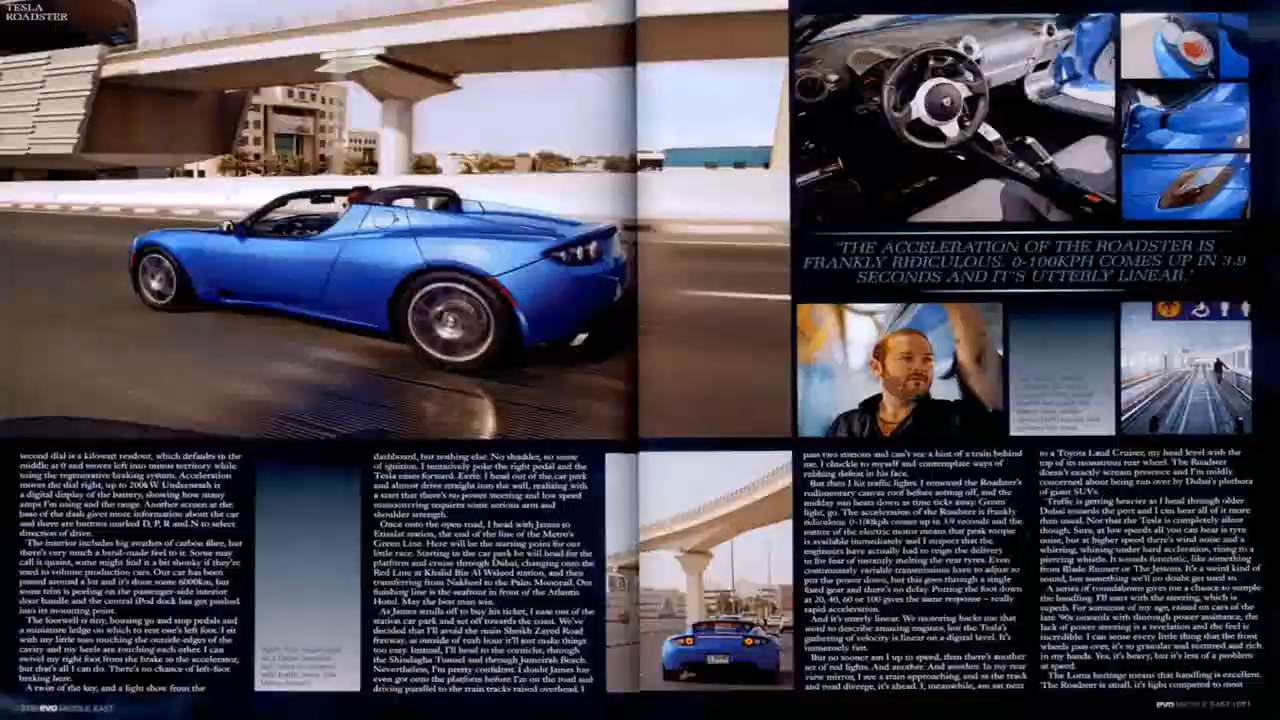 TESLA
ROADSTER
"THE ACCELERATION OF THE ROADSTER IS
FRANKLY RIDICULOUS. 0-100KPH COMES UP IN 3.9
SECONDS AND IT'S UTTERLY LINEAR."
second dial is a kilowatt readout, which defaults in the
middle at 0 and moves left into minus territory while
using the regenerative braking system. Acceleration
moves the dial right, up to 200kW. Underneath is
a digital display of the battery, showing how many
amps I'm using and the range. Another screen at the
base of the dash gives more information about the car
and there are buttons marked D, P, R and N to select
direction of drive.
The interior includes big swathes of carbon fibre, but
there's very much a hand-made feel to it. Some may
call it quaint, some might find it a bit shonky if they're
used to volume production cars. Our car has been
passed around a lot and it's done some 6000km, but
some trim is peeling on the passenger-side interior
door handle and the central iPod dock has got pushed
into its mounting point.
The footwell is tiny, housing go and stop pedals and
a miniature ledge on which to rest one's left foot. I sit
with my little toes touching the outside edges of the
cavity and my heels are touching each other. I can
swivel my right foot from the brake to the accelerator,
but that's all I can do. There's no chance of left-foot
braking here.
A twist of the key, and a light show from the
dashboard, but nothing else. No shudder, no noise
of ignition. I tentatively poke the right pedal and the
Tesla eases forward. Eerie. I head out of the car park
and almost drive straight into the wall, realizing with
a start that there's no power steering and low speed
manoeuvring requires some serious arm and
shoulder strength.
Once onto the open road, I head with James to
Etisalat station, the end of the line of the Metro's
Green Line. Here will be the starting point for our
little race. Starting in the car park he will head for the
platform and cruise through Dubai, changing onto the
Red Line at Khalid Bin Al Waleed station, and then
transferring from Nakheel to the Palm Monorail. Our
finishing line is the seafront in front of the Atlantis
Hotel. May the best man win.
As James strolls off to buy his ticket, I ease out of the
station car park and set off towards the coast. We've
decided that I'll avoid the main Sheikh Zayed Road
freeway, as outside of rush hour it'll just make things
too easy. Instead, I'll head to the corniche, through
the Shindagha Tunnel and through Jumeirah Beach.
Nevertheless, I'm pretty confident. I doubt James has
even got onto the platform before I'm on the road and
driving parallel to the train tracks raised overhead. I
pass two stations and can't see a hint of a train behind
me. I chuckle to myself and contemplate ways of
rubbing defeat in his face.
But then I hit traffic lights. I removed the Roadster's
rudimentary canvas roof before setting off, and the
midday sun beats down as time ticks away. Green
light, go. The acceleration of the Roadster is frankly
ridiculous. 0-100kph comes up in 3.9 seconds and the
nature of the electric motor means that peak torque
is available immediately and I suspect that the
engineers have actually had to reign the delivery
in for fear of instantly melting the rear tyres. Even
continuously variable transmissions have to adjust to
put the power down, but this goes through a single
fixed gear and there's no delay. Putting the foot down
at 20, 40, 60 or 100 gives the same response – really
rapid acceleration.
And it's utterly linear. We motoring hacks use that
word to describe amazing engines, but the Tesla's
gathering of velocity is linear on a digital level. It's
immensely fast.
But no sooner am I up to speed, then there's another
set of red lights. And another. And another. In my rear
view mirror, I see a train approaching, and as the track
and road diverge, it's ahead. I, meanwhile, am sat next
to a Toyota Land Cruiser, my head level with the
top of its monstrous rear wheel. The Roadster
doesn't exactly scream presence and I'm mildly
concerned about being run over by Dubai's plethora
of giant SUVs.
Traffic is getting heavier as I head through older
Dubai towards the port and I can hear all of it more
than usual. Not that the Tesla is completely silent
though. Sure, at low speeds all you can hear is tyre
noise, but at higher speed there's wind noise and a
whirring, whining under hard acceleration, rising to a
piercing whistle. It sounds futuristic, like something
from Blade Runner or The Jetsons. It's a weird kind of
sound, but something we'll no doubt get used to.
A series of roundabouts give me a chance to sample
the handling. I'll start with the steering, which is
superb. For someone of my age, raised on cars of the
late '90s onwards with thorough power assistance, the
lack of power steering is a revelation and the feel is
incredible. I can sense every little thing that the front
wheels pass over, it's so granular and textured and rich
in my hands. Yes, it's heavy, but it's less of a problem
at speed.
The Lotus heritage means that handling is excellent.
The Roadster is small, it's light compared to most
evo MIDDLE EAST
evo MIDDLE EAST